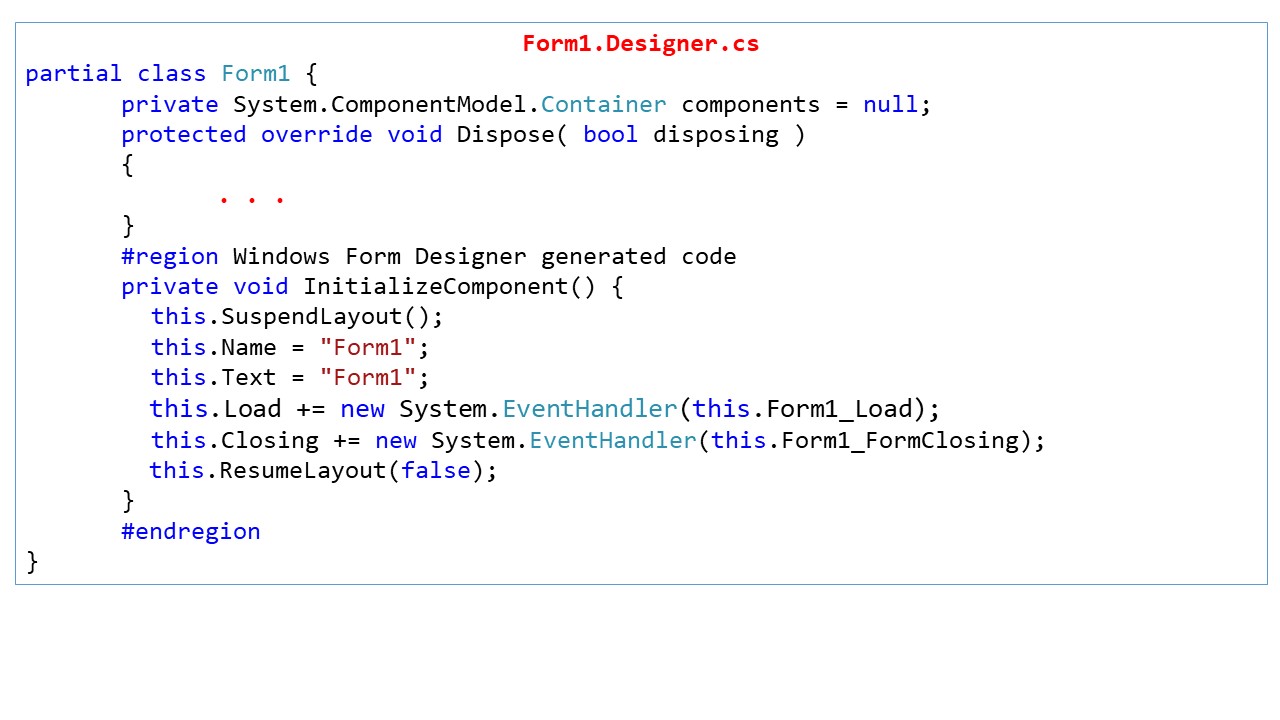 Form1.Designer.cs
partial class Form1 {
private System.ComponentModel.Container components = null;
protected override void Dispose( bool disposing )
{
. . .
}
#region Windows Form Designer generated code
private void InitializeComponent() {
this.SuspendLayout();
this.Name = "Form1";
this.Text = "Form1";
this.Load += new System.EventHandler(this.Form1_Load);
this.Closing += new System.EventHandler(this.Form1_FormClosing);
this.ResumeLayout(false);
}
#endregion
}